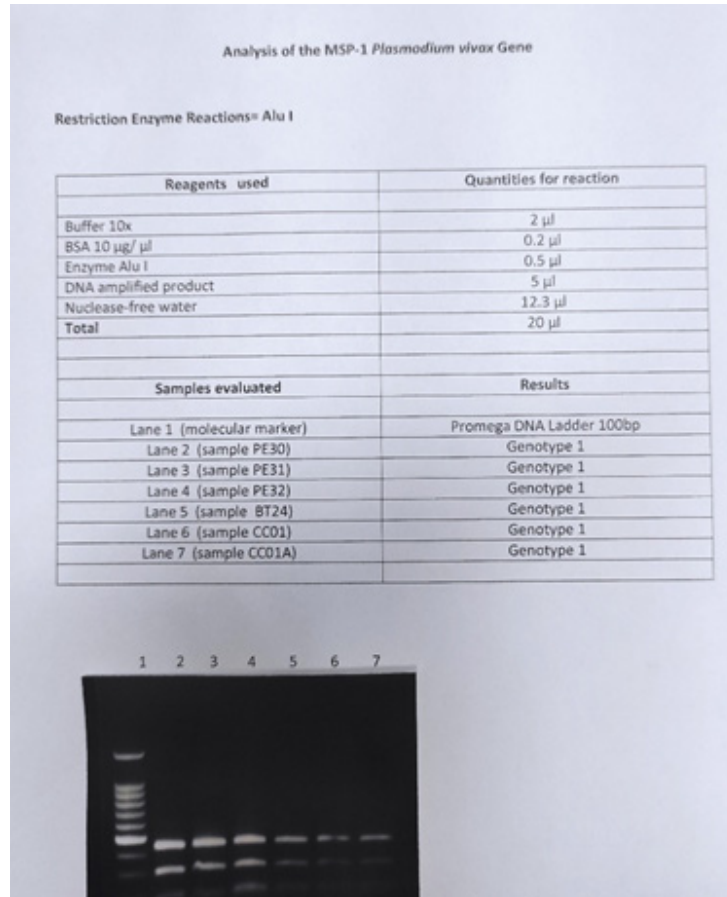 Analysis of the MSP-1 Plasmodium vivax Gene
Restriction Enzyme Reactions= Alu I
Reagents used Quantities for reaction
Buffer 10x 2 µl
BSA 10 µg/ µl 0.2 µl
Enzyme Alu I 0.5 µl
DNA amplified product 5 µl
Nuclease-free water 12.3 µl
Total 20 µl
Samples evaluated Results
Lane 1 (molecular marker) Promega DNA Ladder 100bp
Lane 2 (sample PE30) Genotype 1
Lane 3 (sample PE31) Genotype 1
Lane 4 (sample PE32) Genotype 1
Lane 5 (sample BT24) Genotype 1
Lane 6 (sample CC01) Genotype 1
Lane 7 (sample CC01A) Genotype 1
1 2 3 4 5 6 7